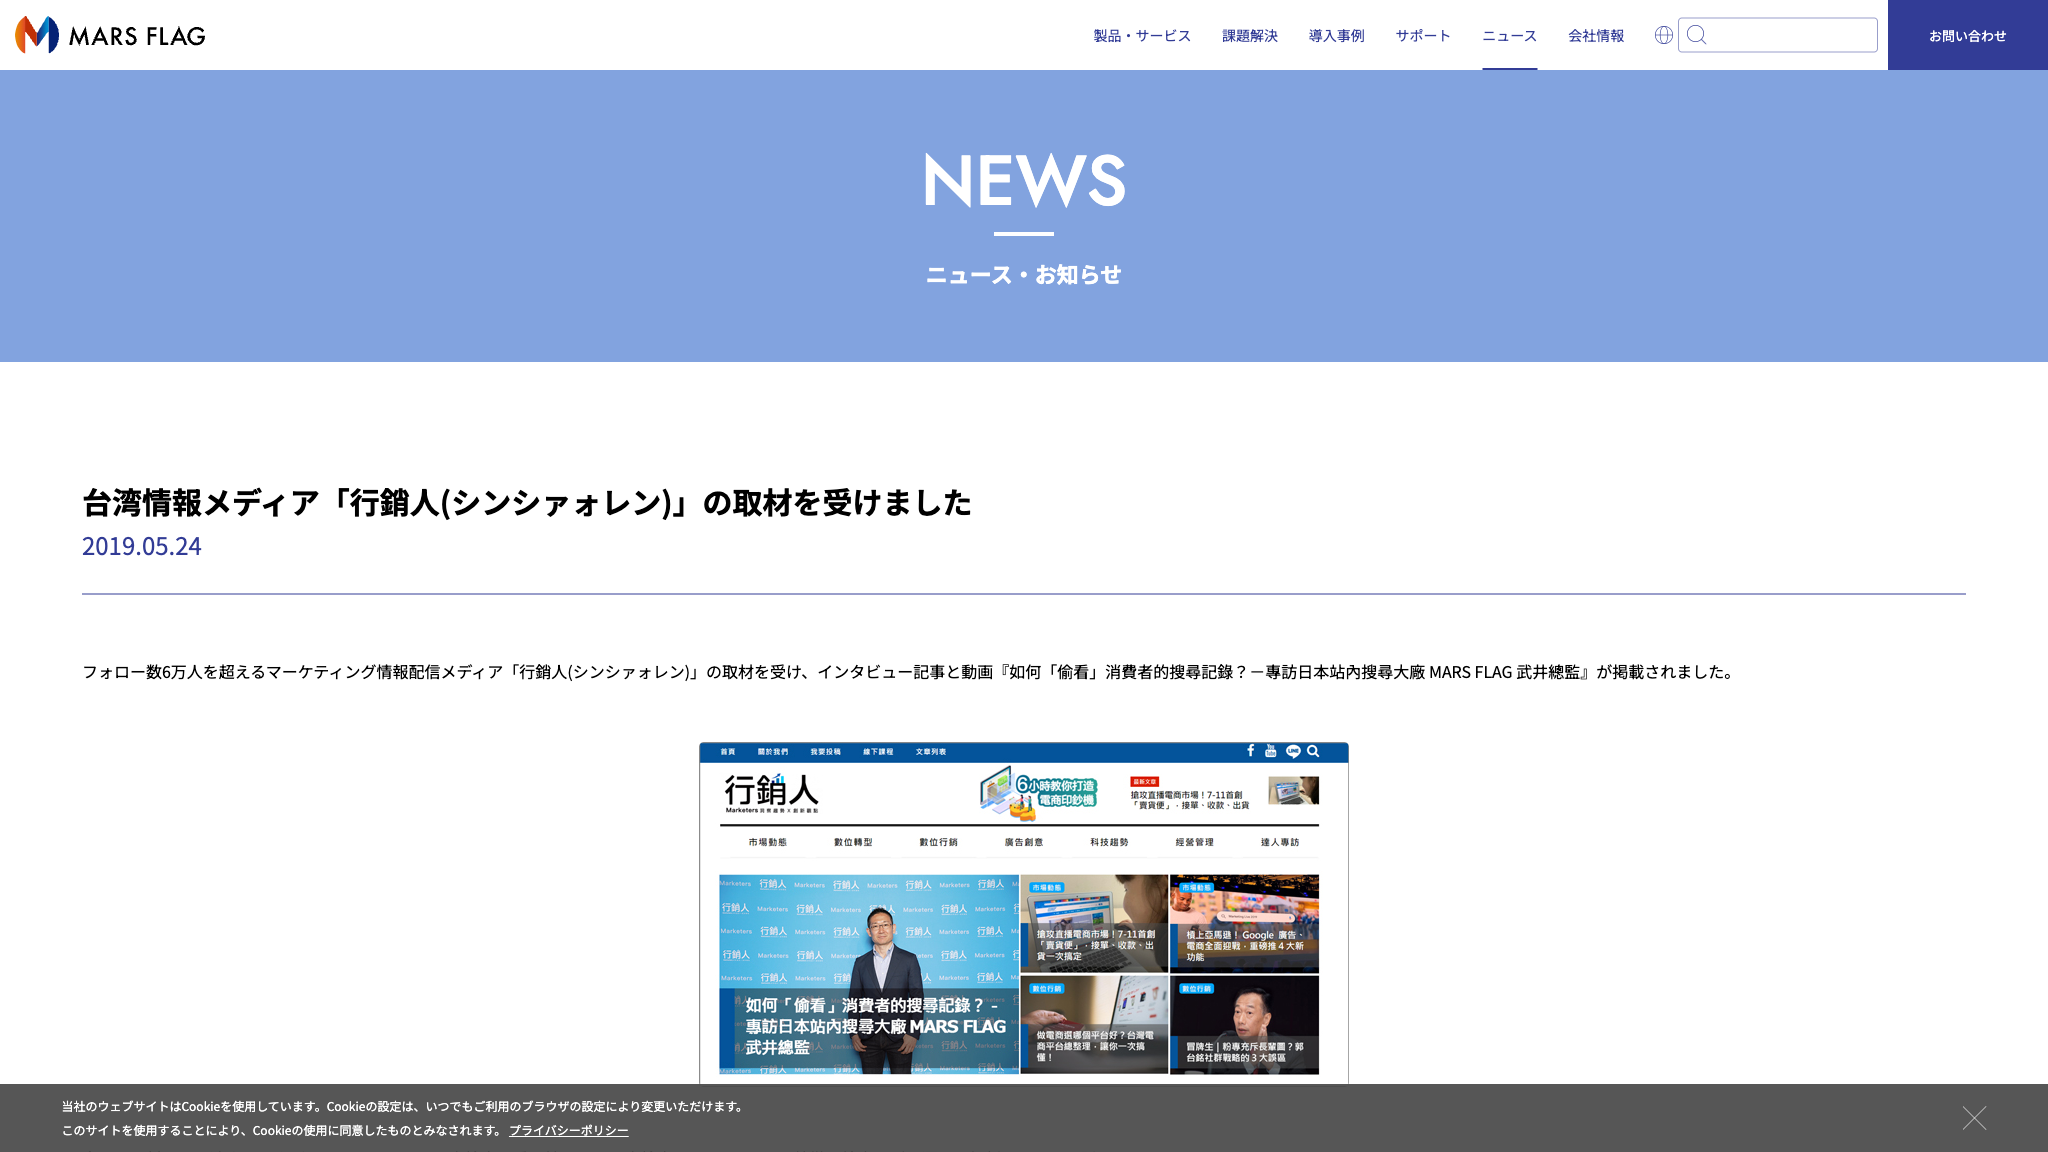 MARS FLAG
製品・サービス
課題解決
導入事例
サポート
ニュース
会社情報
お問い合わせ
NEWS
ニュース・お知らせ
台湾情報メディア「行銷人(シンシァォレン)」の取材を受けました
2019.05.24
フォロー数6万人を超えるマーケティング情報配信メディア「行銷人(シンシァォレン)」の取材を受け、インタビュー記事と動画『如何「偷看」消費者的搜尋記錄？－專訪日本站內搜尋大廠 MARS FLAG 武井總監』が掲載されました。
首頁
關於我們
我要投稿
線下課程
文章列表
行銷人
Marketers 洞察趨勢 X 創新觀點
6小時教你打造
電商印鈔機
最新文章
搶攻直播電商市場！7-11首創
「賣貨便」，接單、收款、出貨
市場動態
數位轉型
數位行銷
廣告創意
科技趨勢
經營管理
達人專訪
如何「偷看」消費者的搜尋記錄？ -
專訪日本站內搜尋大廠 MARS FLAG
武井總監
市場動態
搶攻直播電商市場！7-11首創
「賣貨便」，接單、收款、出
貨一次搞定
市場動態
槓上亞馬遜！ Google 廣告、
電商全面迎戰，重磅推 4 大新
功能
數位行銷
做電商選哪個平台好？台灣電
商平台總整理，讓你一次搞
懂！
數位行銷
冒牌生｜粉專充斥長輩圖？郭
台銘社群戰略的 3 大誤區
当社のウェブサイトはCookieを使用しています。Cookieの設定は、いつでもご利用のブラウザの設定により変更いただけます。
このサイトを使用することにより、Cookieの使用に同意したものとみなされます。 プライバシーポリシー